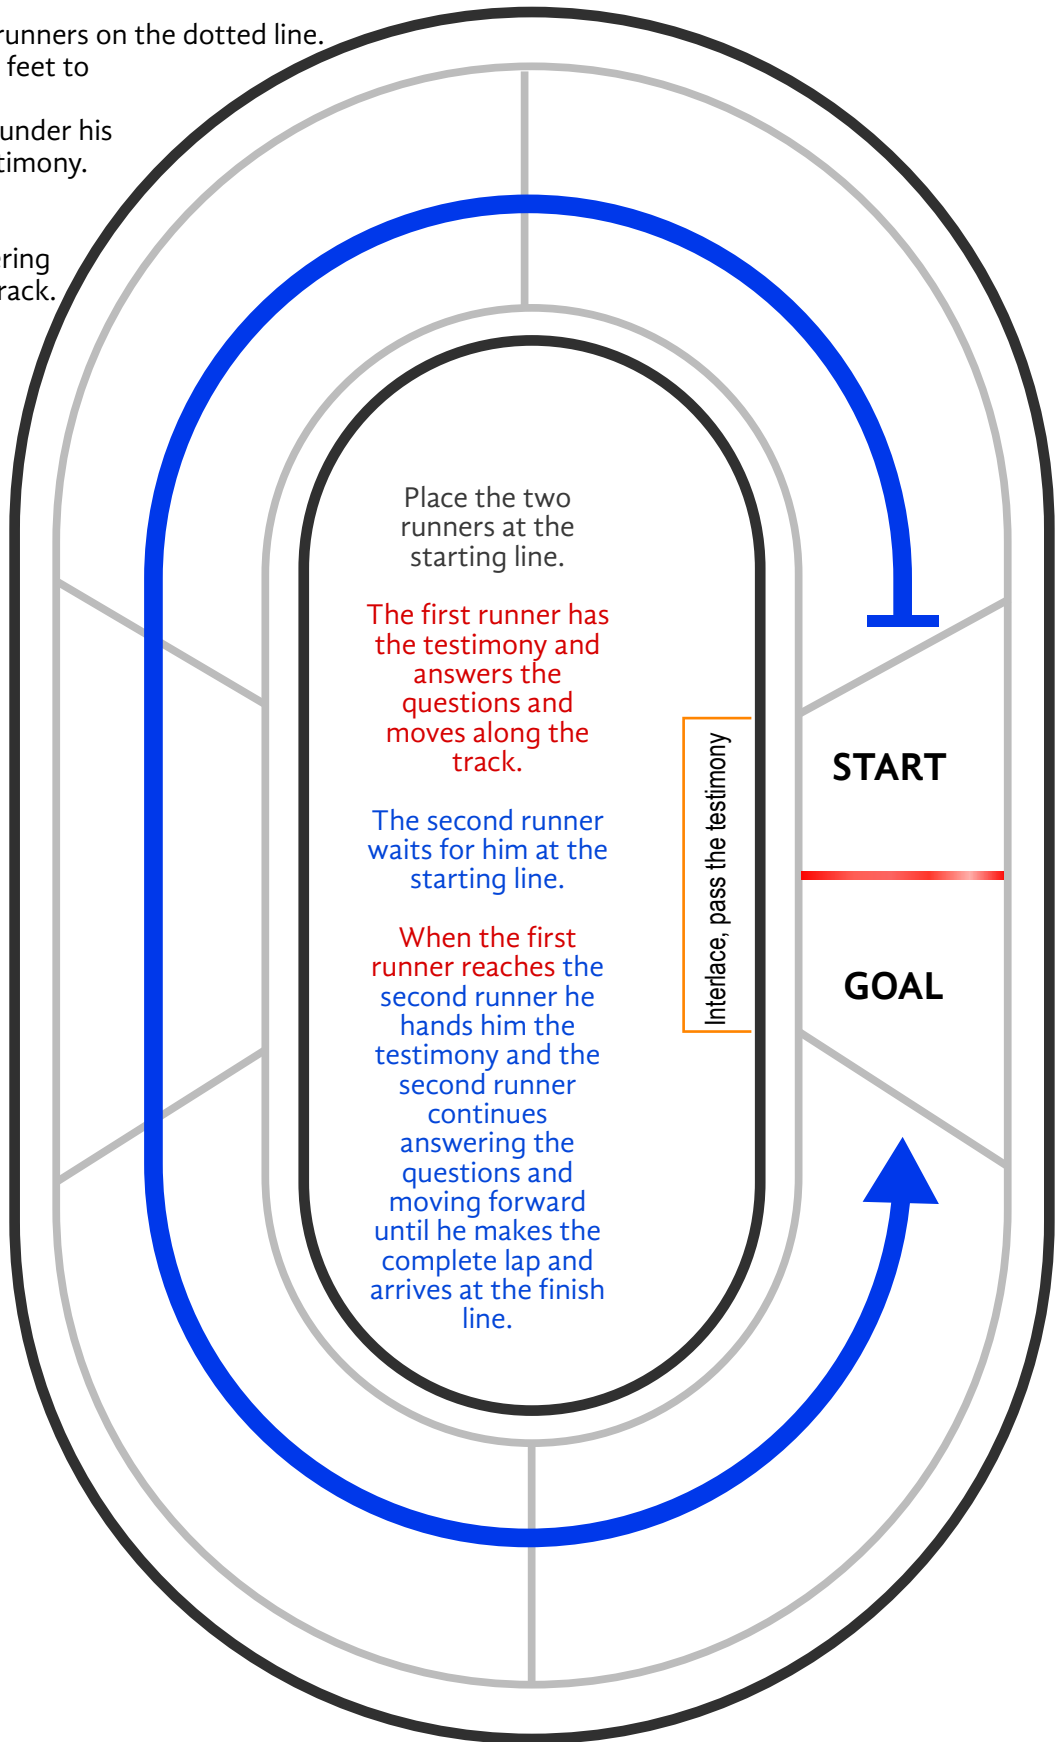 runners on the dotted line.
feet to
under his
timony.
ring
rack.
Place the two
runners at the
starting line.
The first runner has
the testimony and
answers the
questions and
moves along the
track.
The second runner
waits for him at the
starting line.
When the first
runner reaches the
second runner he
hands him the
testimony and the
second runner
continues
answering the
questions and
moving forward
until he makes the
complete lap and
arrives at the finish
line.
Interlace, pass the testimony
START
GOAL